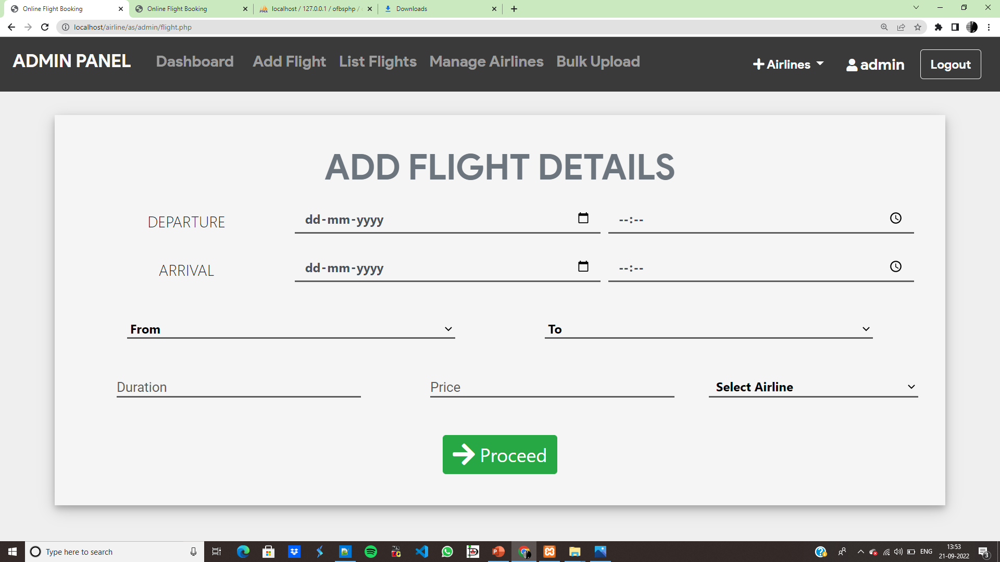 Online Flight Booking
Online Flight Booking
localhost / 127.0.0.1 / ofbsphp /
Downloads
localhost/airline/as/admin/flight.php
ADMIN PANEL Dashboard Add Flight List Flights Manage Airlines Bulk Upload Airlines admin Logout
ADD FLIGHT DETAILS
DEPARTURE dd-mm-yyyy --:--
ARRIVAL dd-mm-yyyy --:--
From To
Duration Price Select Airline
Proceed
Type here to search
ENG
13:53
21-09-2022
3